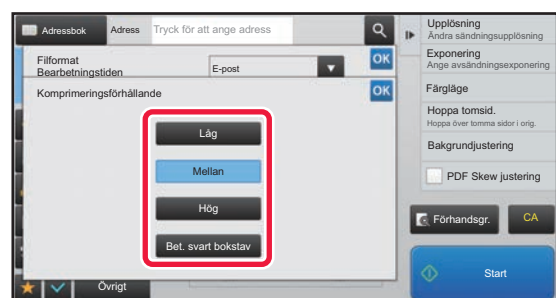 Adressbok
Adress
Tryck för att ange adress
Filformat
Bearbetningstiden
E-post
OK
Komprimeringsförhållande
OK
Låg
Mellan
Hög
Bet. svart bokstav
Övrigt
Upplösning
Ändra sändningsupplösning
Exponering
Ange avsändningsexponering
Färgläge
Hoppa tomsid.
Hoppa över tomma sidor i orig.
Bakgrundjustering
PDF Skew justering
Förhandsgr.
CA
Start